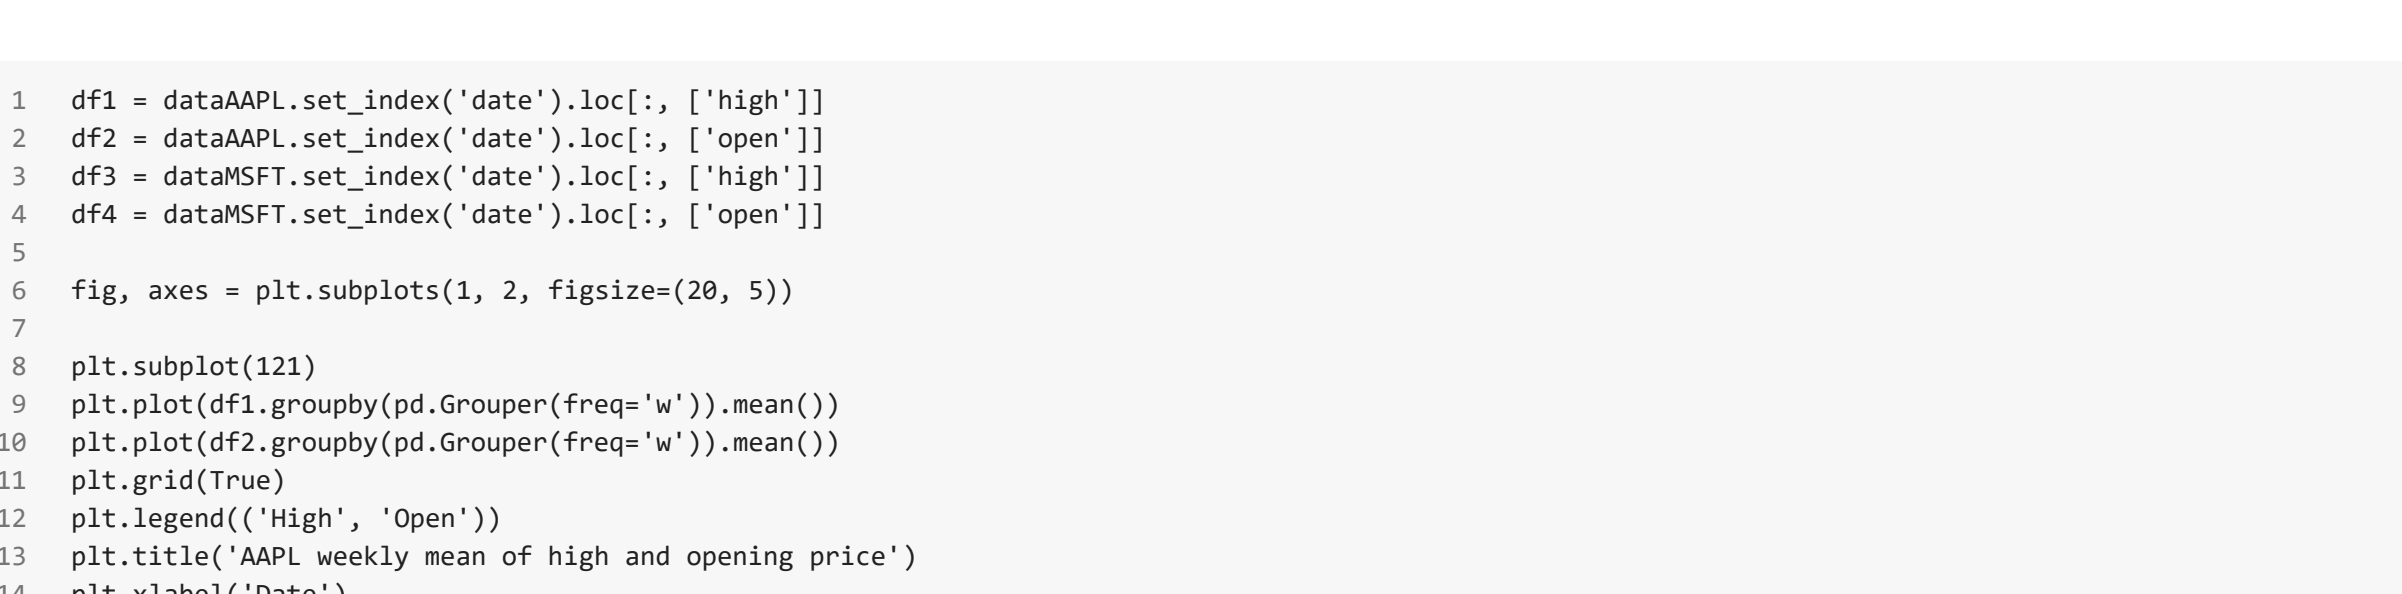 1 df1 = dataAAPL.set_index('date').loc[:, ['high']]
2 df2 = dataAAPL.set_index('date').loc[:, ['open']]
3 df3 = dataMSFT.set_index('date').loc[:, ['high']]
4 df4 = dataMSFT.set_index('date').loc[:, ['open']]
5
6 fig, axes = plt.subplots(1, 2, figsize=(20, 5))
7
8 plt.subplot(121)
9 plt.plot(df1.groupby(pd.Grouper(freq='w')).mean())
10 plt.plot(df2.groupby(pd.Grouper(freq='w')).mean())
11 plt.grid(True)
12 plt.legend(('High', 'Open'))
13 plt.title('AAPL weekly mean of high and opening price')
14 plt.xlabel('Date')